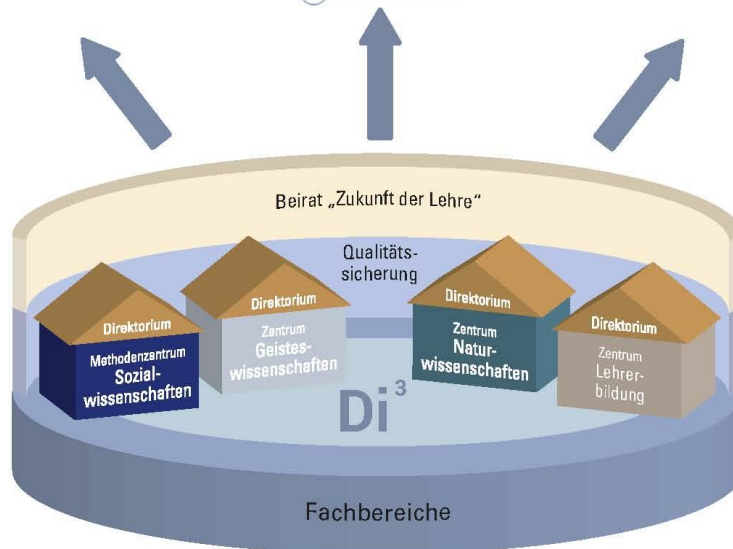 Beirat „Zukunft der Lehre“
Qualitäts-
sicherung
Direktorium
Methodenzentrum
Sozial-
wissenschaften
Direktorium
Zentrum
Geistes-
wissenschaften
Direktorium
Zentrum
Natur-
wissenschaften
Direktorium
Zentrum
Lehrer-
bildung
Di³
Fachbereiche